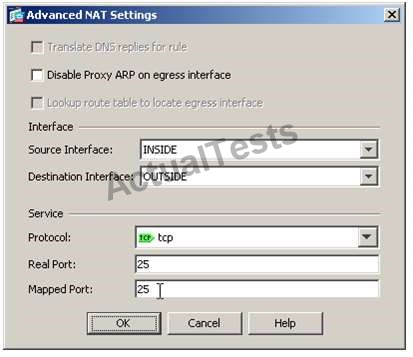 Advanced NAT Settings
Translate DNS replies for rule
Disable Proxy ARP on egress interface
Lookup route table to locate egress interface
Interface
Source Interface: INSIDE
Destination Interface: OUTSIDE
ActualTests
Service
Protocol: TCP tcp
Real Port: 25
Mapped Port: 25
OK Cancel Help